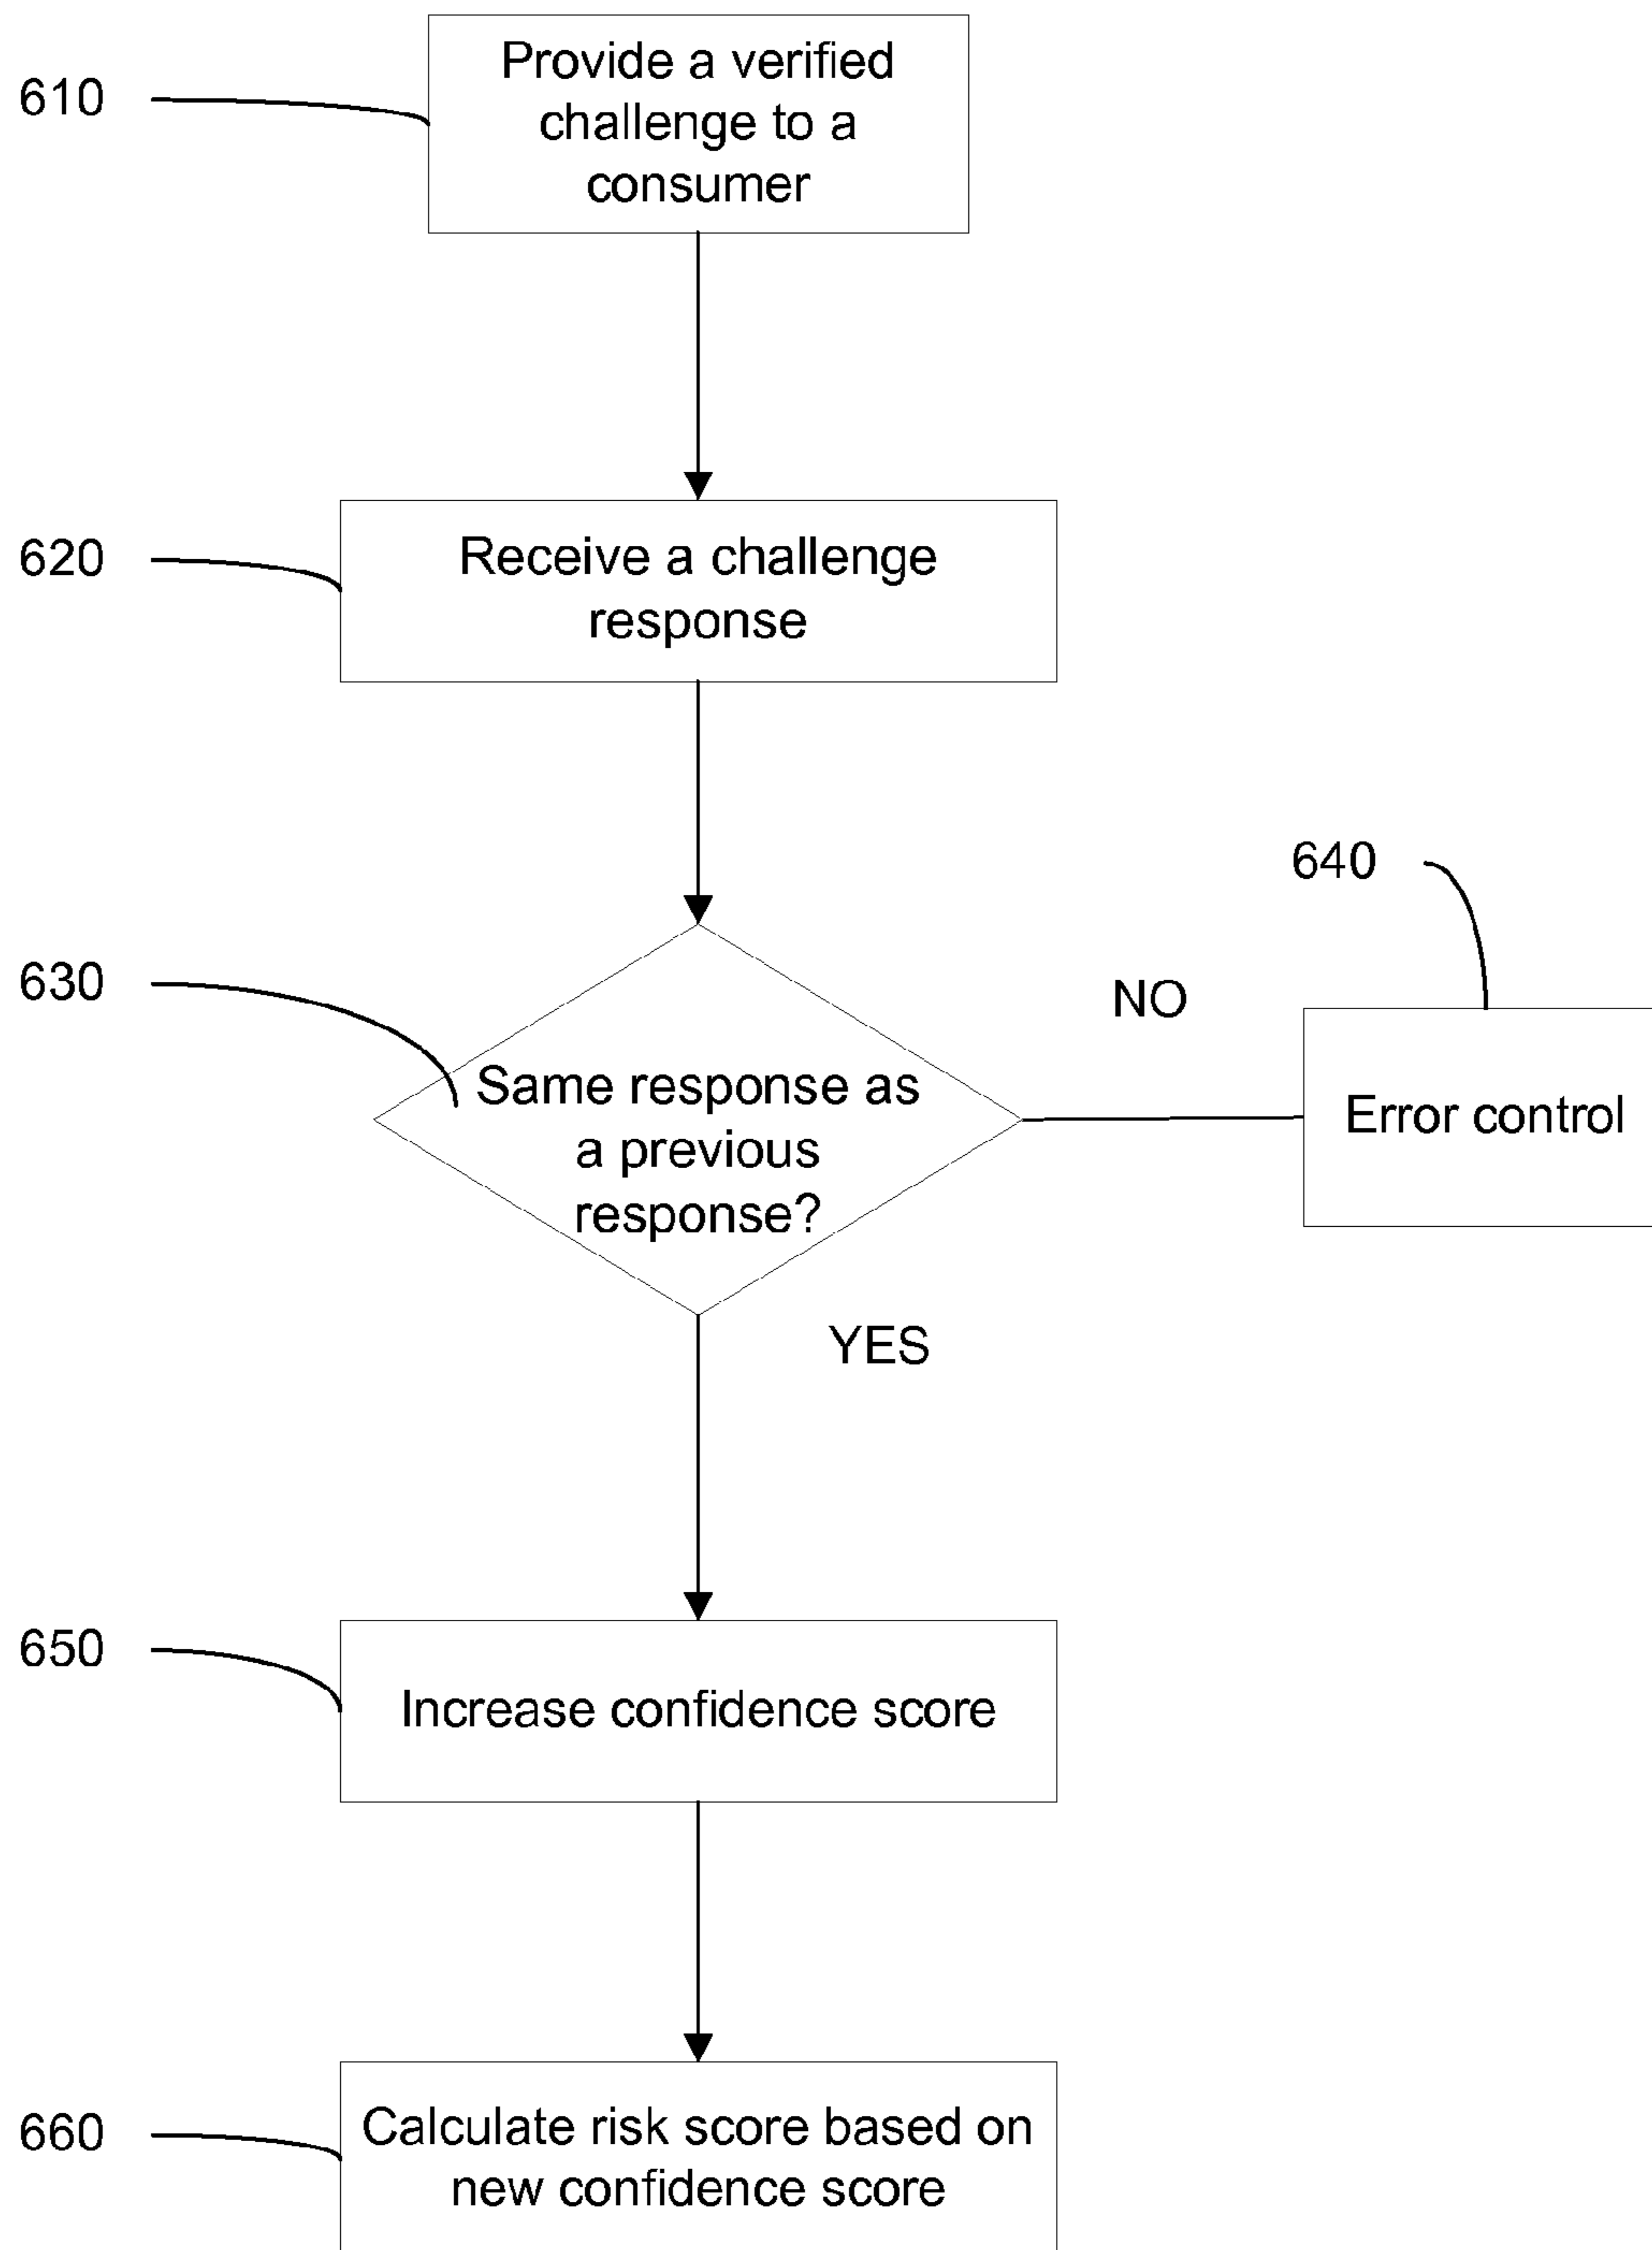 610
Provide a verified
challenge to a
consumer
620
Receive a challenge
response
640
630
NO
Same response as
a previous
response?
Error control
YES
650
Increase confidence score
660
Calculate risk score based on
new confidence score